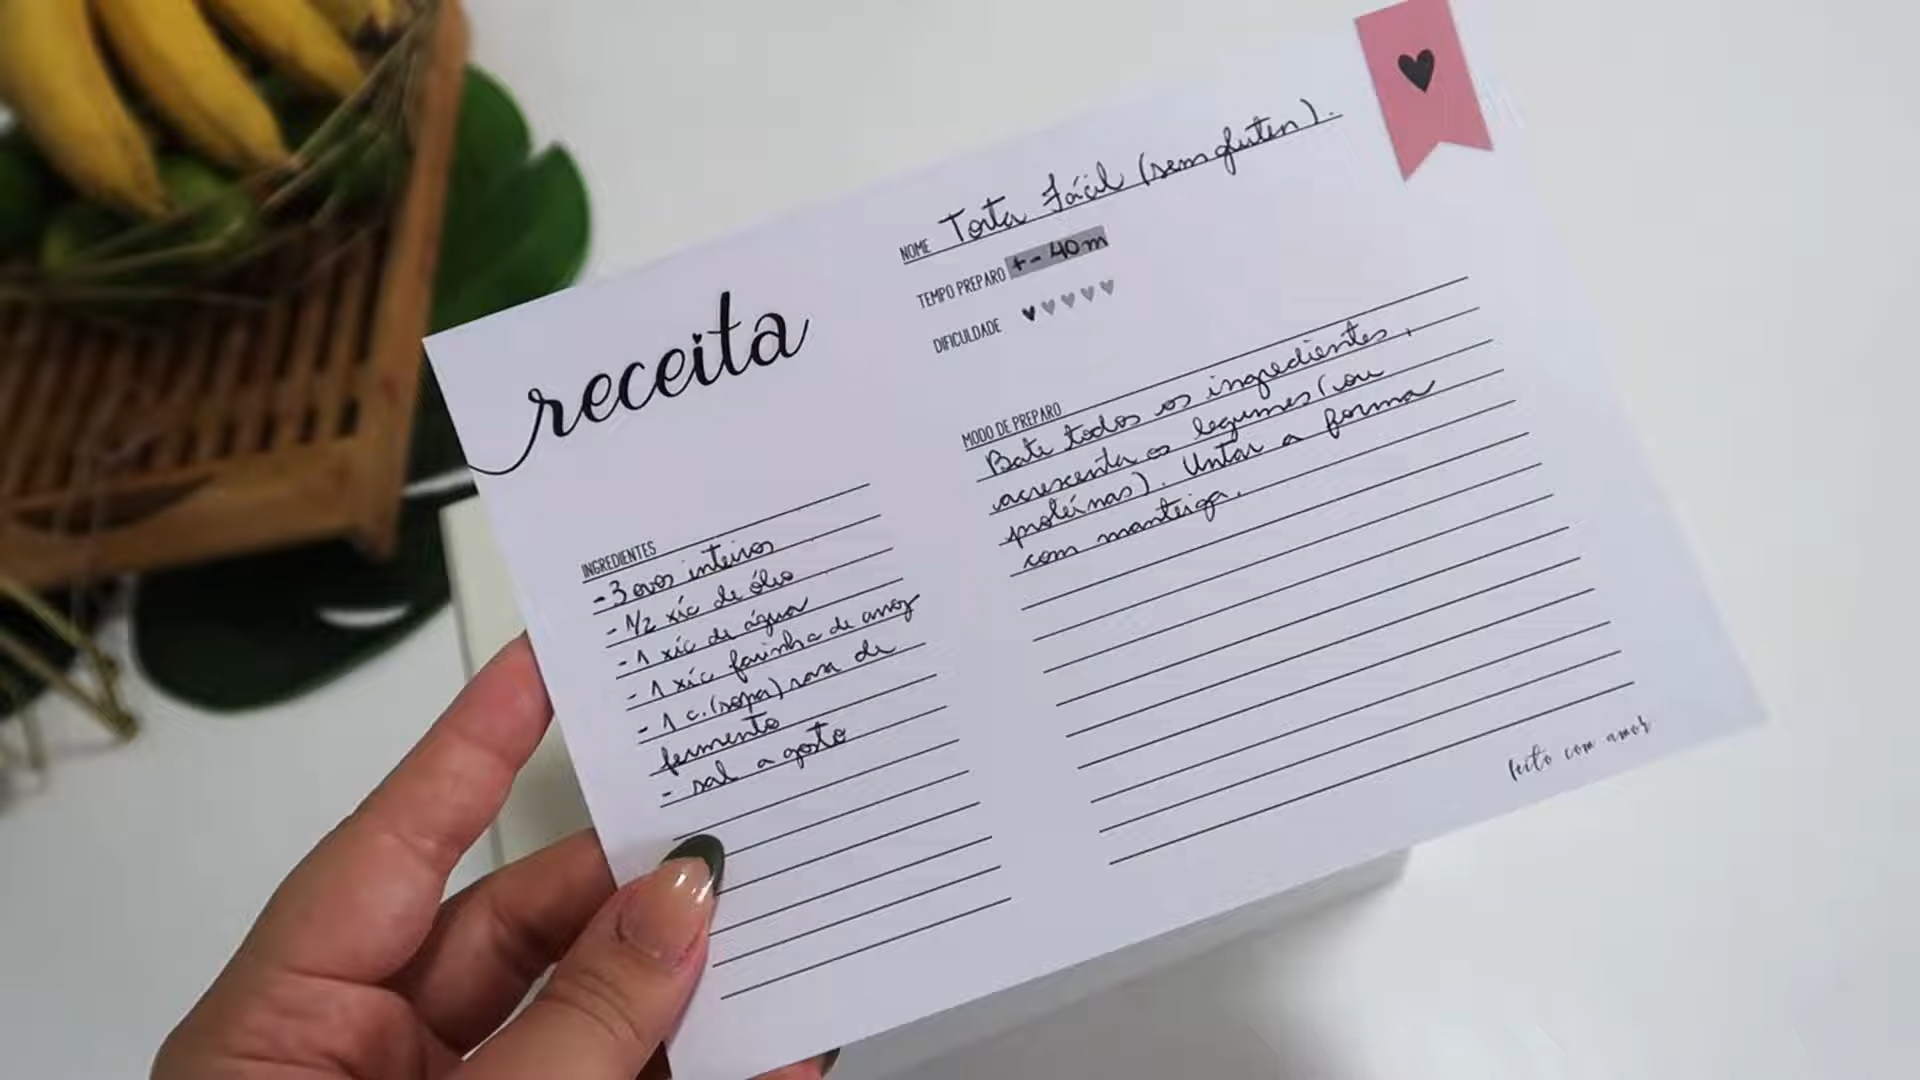 receita
NOME Torta fácil (sem gluten).
TEMPO PREPARO +- 40m
DIFICULDADE
INGREDIENTES
- 3 ovos inteiros
- 1/2 xíc de óleo
- 1 xíc de água
- 1 xíc farinha de arroz
- 1 c. (sopa) rasa de
fermento
- sal a gosto
MODO DE PREPARO
Bate todos os ingredientes,
acrescenta os legumes (ou
proteínas). Untar a forma
com manteiga.
feito com amor